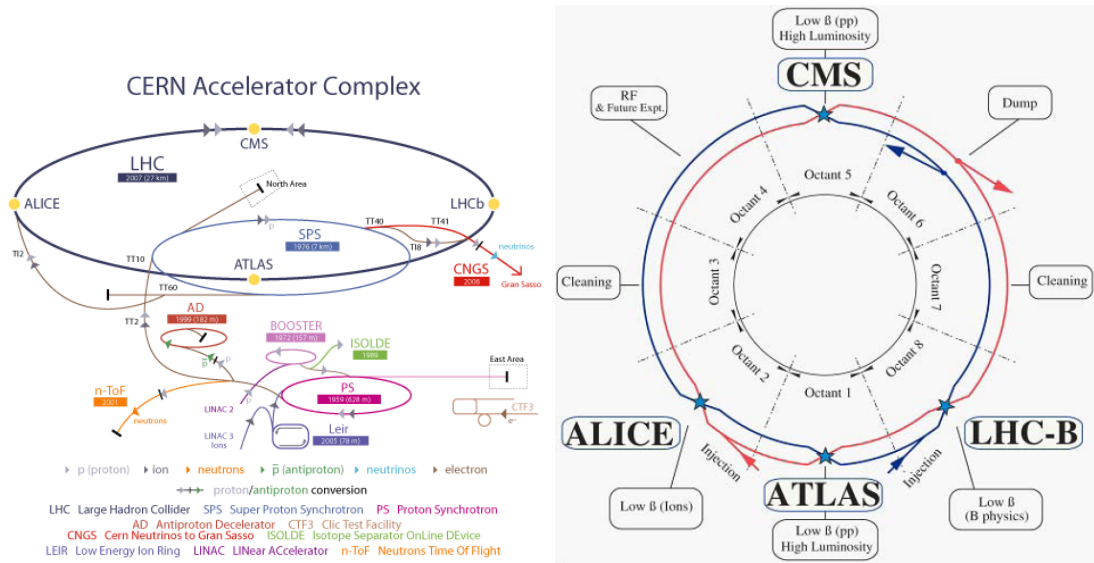 CERN Accelerator Complex
CMS
LHC
2007 (27 km)
North Area
ALICE
LHCb
TT40
TT41
SPS
1976 (7 km)
p
TI2
TT10
TI8
neutrinos
ATLAS
CNGS
2006
Gran Sasso
TT60
AD
1999 (182 m)
TT2
BOOSTER
1972 (157 m)
ISOLDE
1989
p
p̅
East Area
n-ToF
2001
PS
1959 (628 m)
LINAC 2
p
neutrons
CTF3
e-
LINAC 3
Ions
Leir
2005 (78 m)
p (proton)
ion
neutrons
p̅ (antiproton)
neutrinos
electron
proton/antiproton conversion
LHC Large Hadron Collider SPS Super Proton Synchrotron PS Proton Synchrotron
AD Antiproton Decelerator CTF3 Clic Test Facility
CNGS Cern Neutrinos to Gran Sasso ISOLDE Isotope Separator OnLine DEvice
LEIR Low Energy Ion Ring LINAC LINear ACcelerator n-ToF Neutrons Time Of Flight
Low ß (pp)
High Luminosity
CMS
RF
& Future Expt.
Dump
Octant 5
Octant 4
Octant 6
Cleaning
Octant 3
Octant 7
Cleaning
Octant 2
Octant 8
Octant 1
ALICE
LHC-B
Injection
Injection
ATLAS
Low ß (Ions)
Low ß
(B physics)
Low ß (pp)
High Luminosity